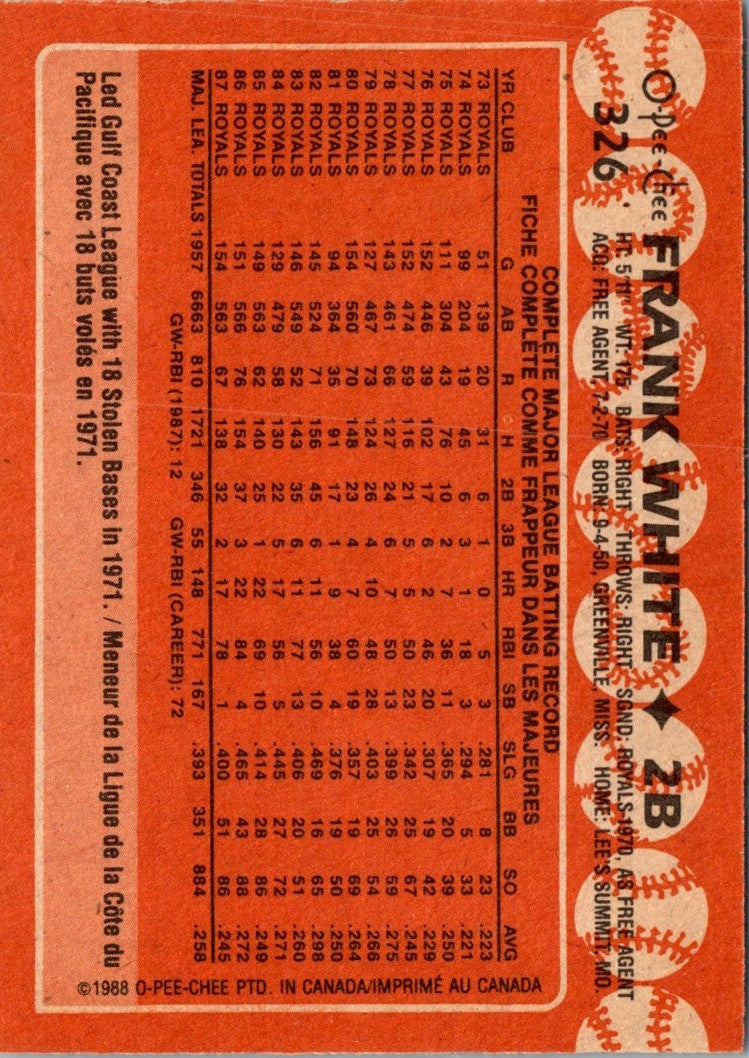 O-Pee-Chee
326 FRANK WHITE ✦ 2B
HT: 5'11" WT: 175 BATS: RIGHT THROWS: RIGHT SGND: ROYALS-1970, AS FREE AGENT
ACQ: FREE AGENT, 7-2-70 BORN: 9-4-50, GREENVILLE, MISS. HOME: LEE'S SUMMIT, MO.
COMPLETE MAJOR LEAGUE BATTING RECORD
FICHE COMPLÈTE COMME FRAPPEUR DANS LES MAJEURES
YR CLUB G AB R H 2B 3B HR RBI SB SLG BB SO AVG
73 ROYALS 51 139 20 31 6 1 0 5 3 .281 8 23 .223
74 ROYALS 99 204 19 45 6 3 1 18 3 .294 5 33 .221
75 ROYALS 111 304 43 76 10 2 7 36 11 .365 20 39 .250
76 ROYALS 152 446 39 102 17 6 2 46 20 .307 19 42 .229
77 ROYALS 152 474 59 116 21 5 5 50 23 .342 25 67 .245
78 ROYALS 143 461 66 127 24 6 7 50 13 .399 26 59 .275
79 ROYALS 127 467 73 124 26 4 10 48 28 .403 25 54 .266
80 ROYALS 154 560 70 148 23 4 7 60 19 .357 19 69 .264
81 ROYALS 94 364 35 91 17 1 9 38 4 .376 19 50 .250
82 ROYALS 145 524 71 156 45 6 11 56 10 .469 16 65 .298
83 ROYALS 146 549 52 143 35 6 11 77 13 .406 20 51 .260
84 ROYALS 129 479 58 130 22 5 17 56 5 .445 27 72 .271
85 ROYALS 149 563 62 140 25 1 22 69 10 .414 28 86 .249
86 ROYALS 151 566 76 154 37 3 22 84 4 .465 43 88 .272
87 ROYALS 154 563 67 138 32 2 17 78 1 .400 51 86 .245
MAJ. LEA. TOTALS 1957 6663 810 1721 346 55 148 771 167 .393 351 884 .258
GW-RBI (1987): 12 GW-RBI (CAREER): 72
Led Gulf Coast League with 18 Stolen Bases in 1971. / Meneur de la Ligue de la Côte du
Pacifique avec 18 buts volés en 1971.
©1988 O-PEE-CHEE PTD. IN CANADA/IMPRIMÉ AU CANADA